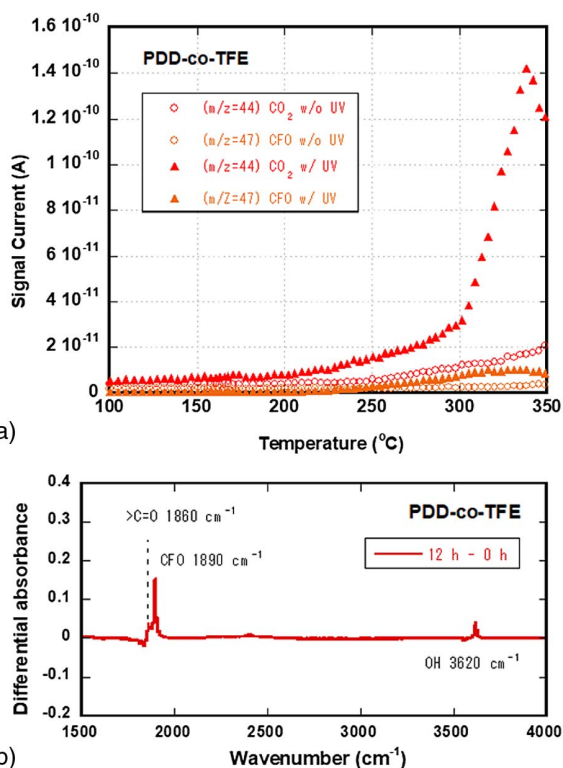 1.6 10-10
1.4 10-10
1.2 10-10
1 10-10
8 10-11
6 10-11
4 10-11
2 10-11
0
Signal Current (A)
PDD-co-TFE
(m/z=44) CO2 w/o UV
(m/z=47) CFO w/o UV
(m/z=44) CO2 w/ UV
(m/Z=47) CFO w/ UV
100 150 200 250 300 350
Temperature (oC)
a)
0.4
0.3
0.2
0.1
0
-0.1
-0.2
Differential absorbance
PDD-co-TFE
>C=O 1860 cm-1
CFO 1890 cm-1
12 h - 0 h
OH 3620 cm-1
1500 2000 2500 3000 3500 4000
Wavenumber (cm-1)
b)